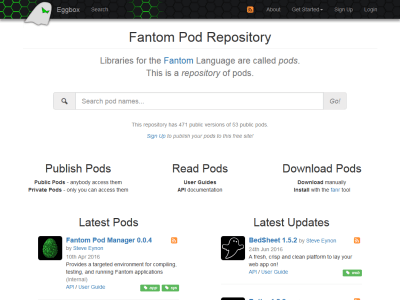 Eggbox
Search
About
Get Started
Sign Up
Login
Fantom Pod Repository
Libraries for the Fantom Language are called pods.
This is a repository of pods.
Search pod names...
Go!
This repository has 471 public versions of 53 public pods.
Sign Up to publish your pods to this free site!
Publish Pods
Public Pods - anybody access them
Private Pods - only you can access them
Read Pods
User Guides
API documentation
Download Pods
Download manually
Install with the fanr tool
Latest Pods
Fantom Pod Manager 0.0.4
by Steve Eynon
10th Apr 2016
Provides a targeted environment for compiling,
testing, and running Fantom applications
(Internal)
API / User Guide
Latest Updates
BedSheet 1.5.2 by Steve Eynon
24th Jun 2016
A fresh, crisp and clean platform to lay your
web app on!
API / User Guide
web